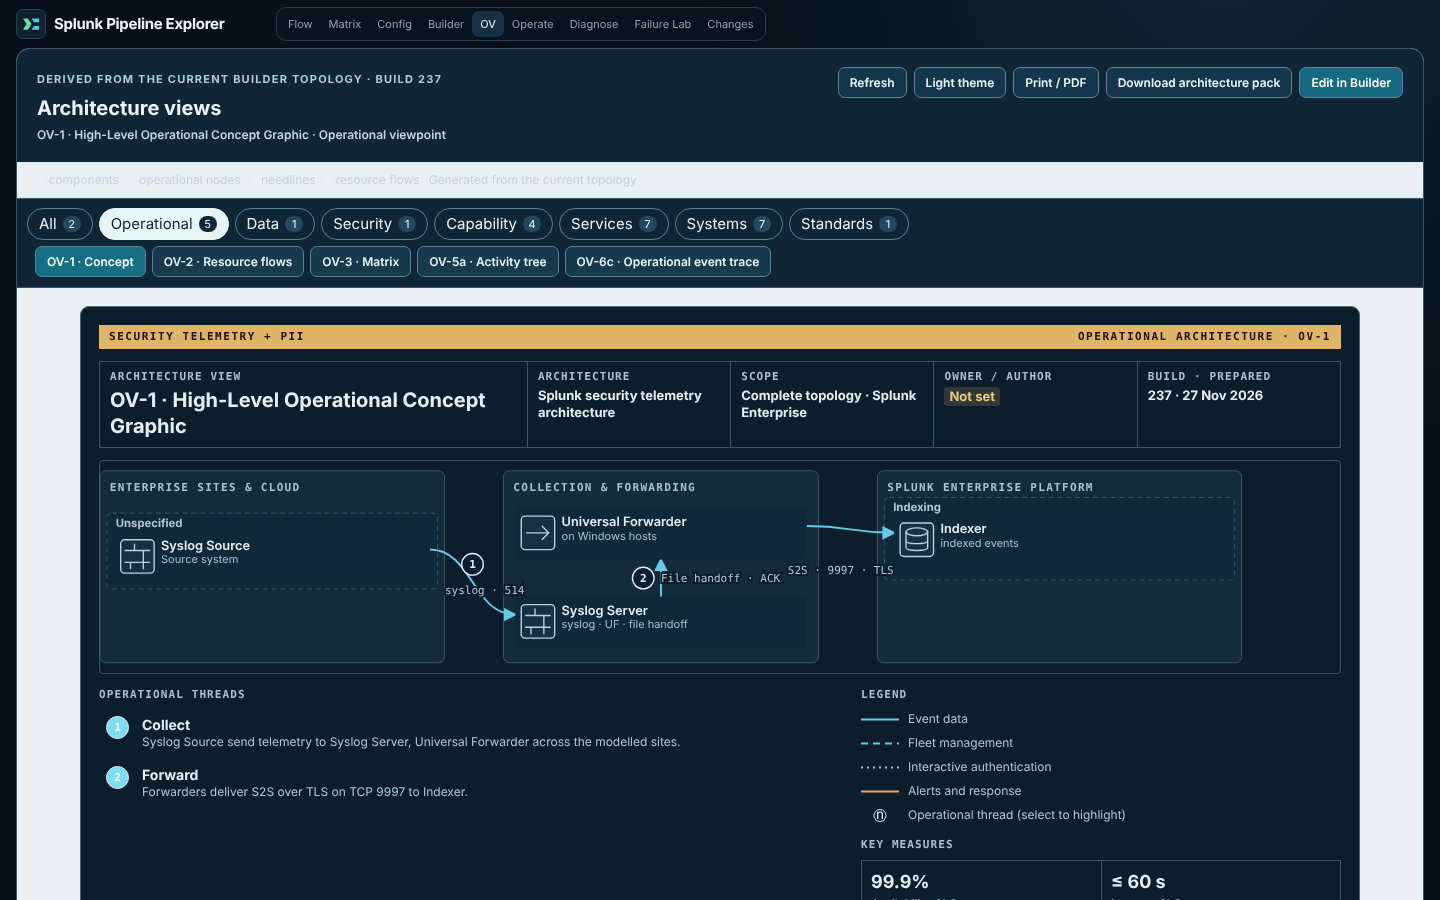 Splunk Pipeline Explorer
Flow Matrix Config Builder OV Operate Diagnose Failure Lab Changes
DERIVED FROM THE CURRENT BUILDER TOPOLOGY · BUILD 237
Architecture views
OV-1 · High-Level Operational Concept Graphic · Operational viewpoint
Refresh Light theme Print / PDF Download architecture pack Edit in Builder
components operational nodes needlines resource flows Generated from the current topology
All 2 Operational 5 Data 1 Security 1 Capability 4 Services 7 Systems 7 Standards 1
OV-1 · Concept OV-2 · Resource flows OV-3 · Matrix OV-5a · Activity tree OV-6c · Operational event trace
SECURITY TELEMETRY + PII OPERATIONAL ARCHITECTURE · OV-1
ARCHITECTURE VIEW
OV-1 · High-Level Operational Concept
Graphic
ARCHITECTURE
Splunk security telemetry
architecture
SCOPE
Complete topology · Splunk
Enterprise
OWNER / AUTHOR
Not set
BUILD · PREPARED
237 · 27 Nov 2026
ENTERPRISE SITES & CLOUD
Unspecified
Syslog Source
Source system
1
syslog · 514
COLLECTION & FORWARDING
Universal Forwarder
on Windows hosts
2 File handoff · ACK
Syslog Server
syslog · UF · file handoff
S2S · 9997 · TLS
SPLUNK ENTERPRISE PLATFORM
Indexing
Indexer
indexed events
OPERATIONAL THREADS
1 Collect
Syslog Source send telemetry to Syslog Server, Universal Forwarder across the modelled sites.
2 Forward
Forwarders deliver S2S over TLS on TCP 9997 to Indexer.
LEGEND
Event data
Fleet management
Interactive authentication
Alerts and response
ⓝ Operational thread (select to highlight)
KEY MEASURES
99.9% ≤ 60 s